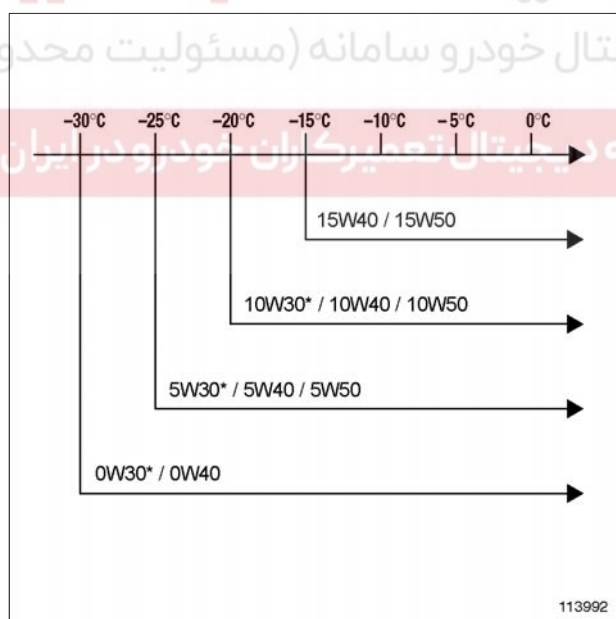 تال خودرو سامانه (مسئولیت محدو
-30°C -25°C -20°C -15°C -10°C -5°C 0°C
دیجیتال تعمیرکاران خودرو در ایران
15W40 / 15W50
10W30* / 10W40 / 10W50
5W30* / 5W40 / 5W50
0W30* / 0W40
113992